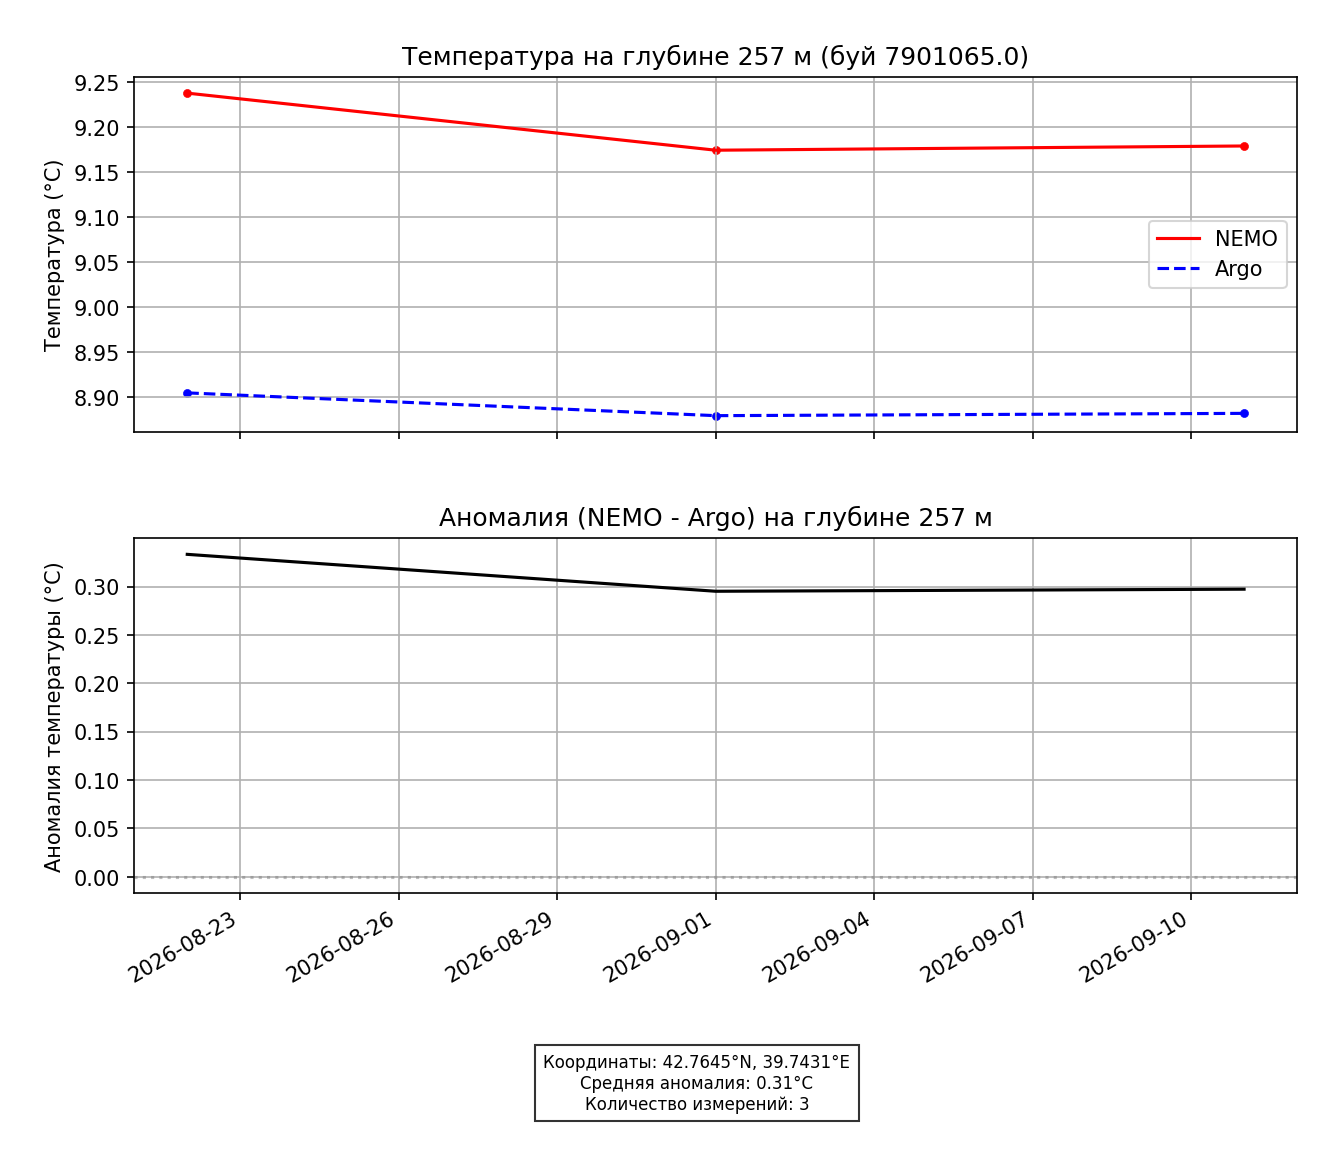 Температура на глубине 257 м (буй 7901065.0)
Температура (°C)
9.25
9.20
9.15
9.10
9.05
9.00
8.95
8.90
NEMO
Argo
Аномалия (NEMO - Argo) на глубине 257 м
Аномалия температуры (°C)
0.30
0.25
0.20
0.15
0.10
0.05
0.00
2026-08-23
2026-08-26
2026-08-29
2026-09-01
2026-09-04
2026-09-07
2026-09-10
Координаты: 42.7645°N, 39.7431°E
Средняя аномалия: 0.31°C
Количество измерений: 3